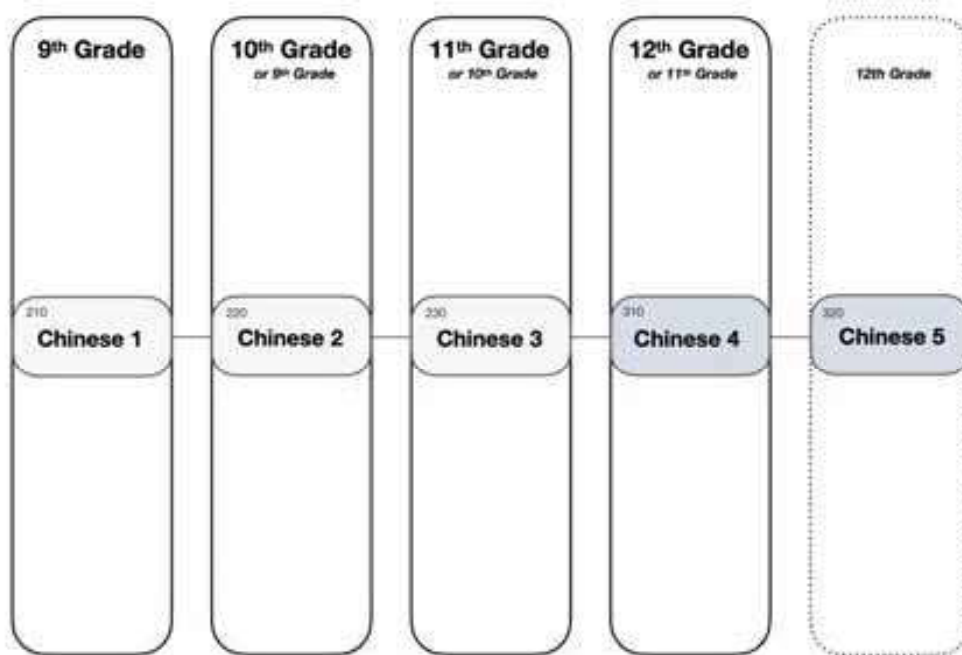 9th Grade
10th Grade
or 9th Grade
11th Grade
or 10th Grade
12th Grade
or 11th Grade
12th Grade
210
Chinese 1
220
Chinese 2
230
Chinese 3
310
Chinese 4
320
Chinese 5